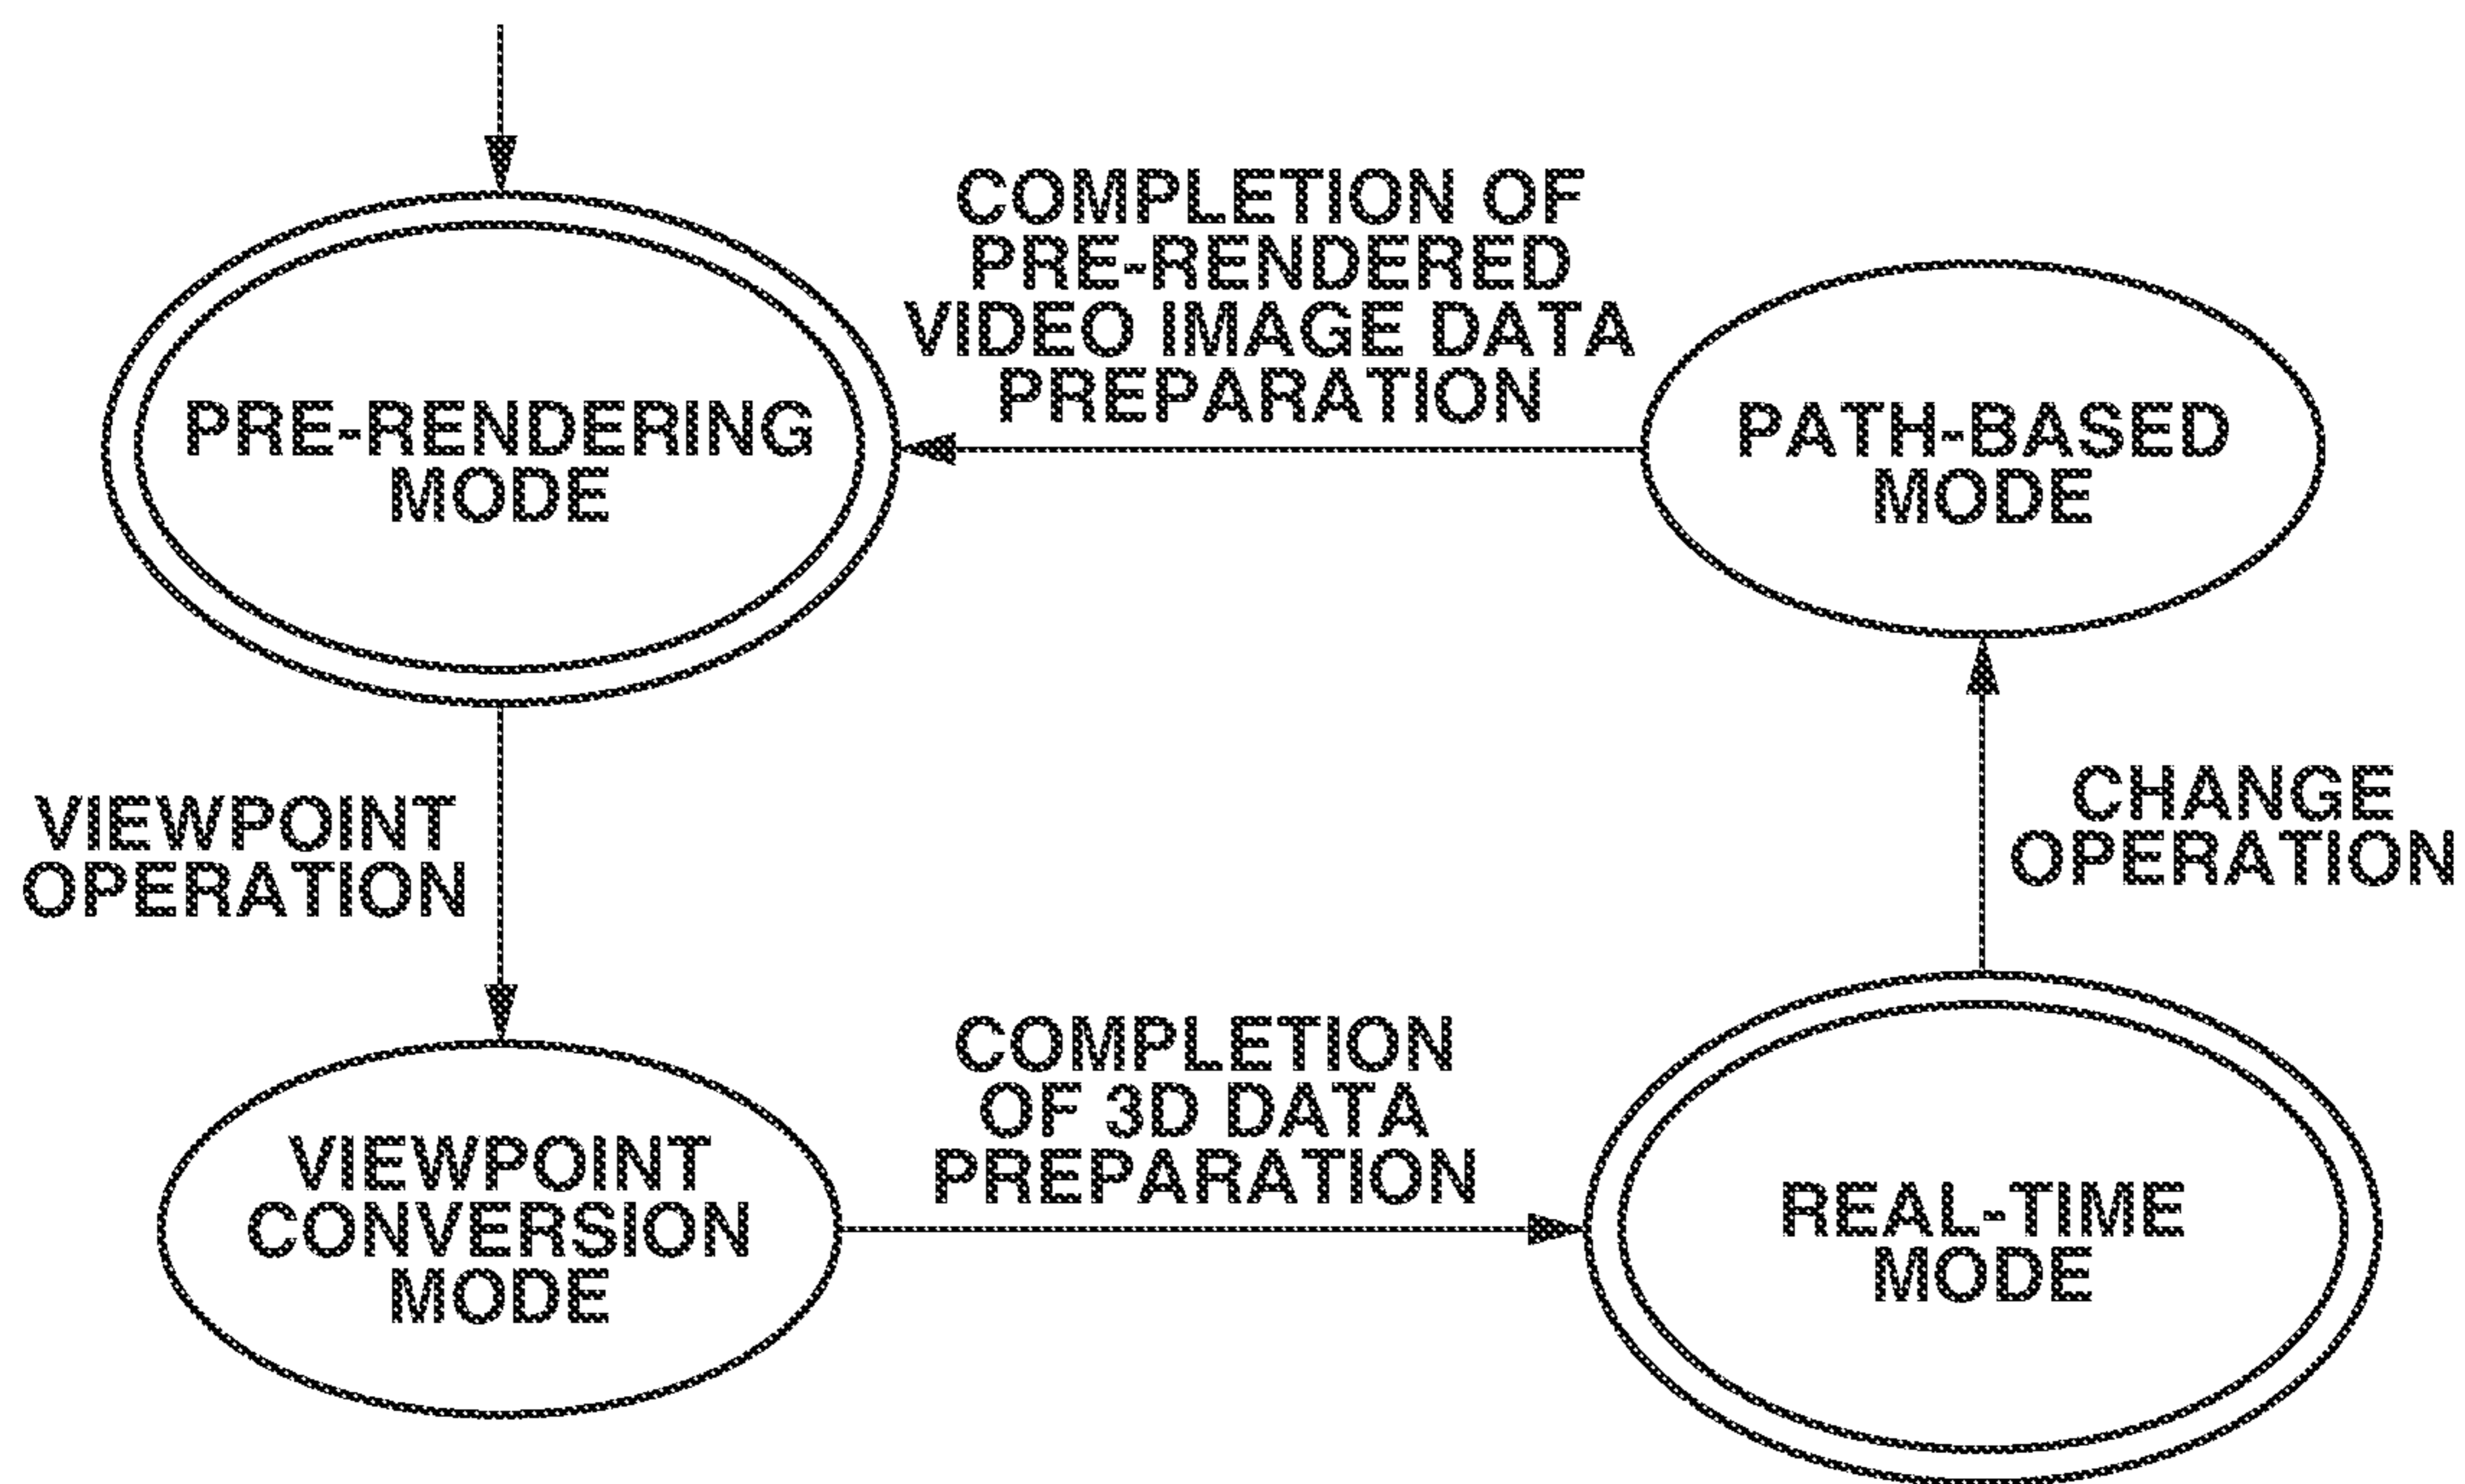 COMPLETION OF
PRE-RENDERED
VIDEO IMAGE DATA
PREPARATION
PRE-RENDERING
MODE
PATH-BASED
MODE
VIEWPOINT
OPERATION
CHANGE
OPERATION
COMPLETION
OF 3D DATA
PREPARATION
VIEWPOINT
CONVERSION
MODE
REAL-TIME
MODE